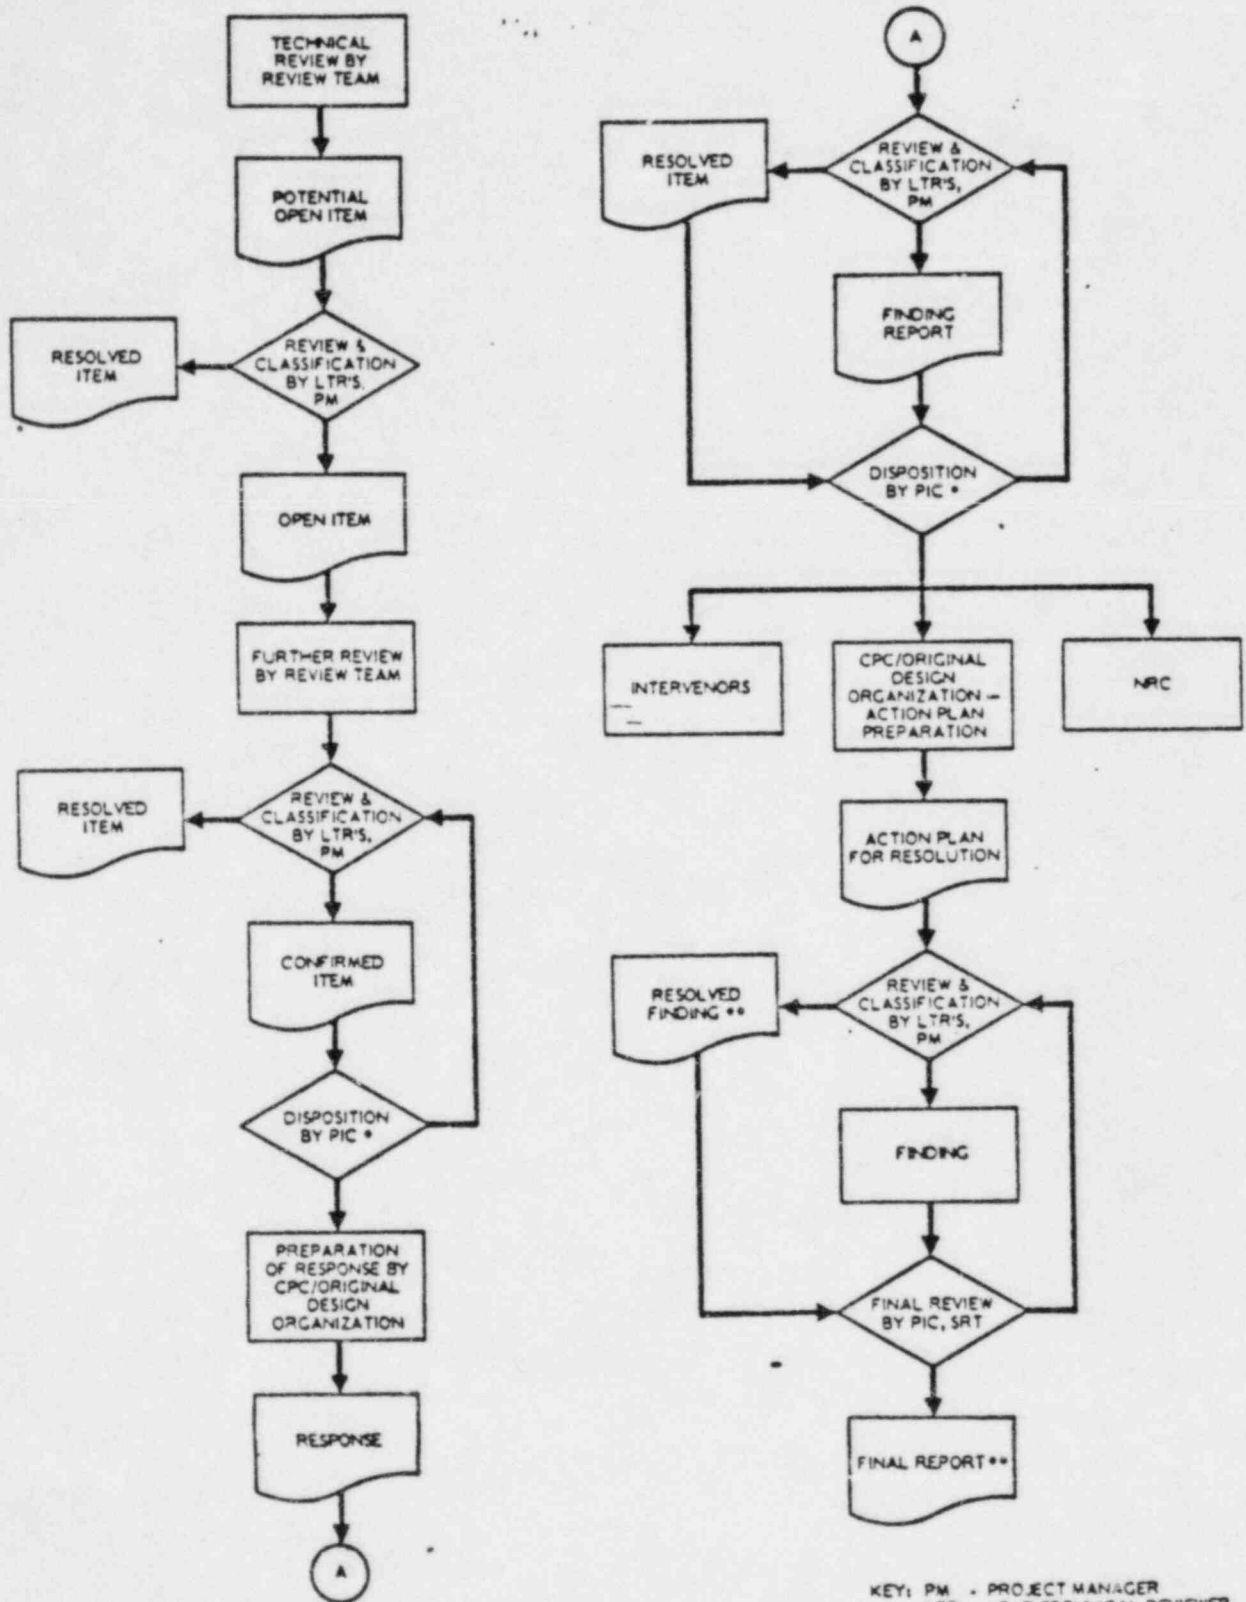 TECHNICAL
REVIEW BY
REVIEW TEAM
POTENTIAL
OPEN ITEM
RESOLVED
ITEM
REVIEW &
CLASSIFICATION
BY LTR'S,
PM
OPEN ITEM
FURTHER REVIEW
BY REVIEW TEAM
RESOLVED
ITEM
REVIEW &
CLASSIFICATION
BY LTR'S,
PM
CONFIRMED
ITEM
DISPOSITION
BY PIC *
PREPARATION
OF RESPONSE BY
CPC/ORIGINAL
DESIGN
ORGANIZATION
RESPONSE
A
A
RESOLVED
ITEM
REVIEW &
CLASSIFICATION
BY LTR'S,
PM
FINDING
REPORT
DISPOSITION
BY PIC *
INTERVENORS
CPC/ORIGINAL
DESIGN
ORGANIZATION –
ACTION PLAN
PREPARATION
NRC
ACTION PLAN
FOR RESOLUTION
RESOLVED
FINDING **
REVIEW &
CLASSIFICATION
BY LTR'S,
PM
FINDING
FINAL REVIEW
BY PIC, SRT
FINAL REPORT **
KEY: PM - PROJECT MANAGER